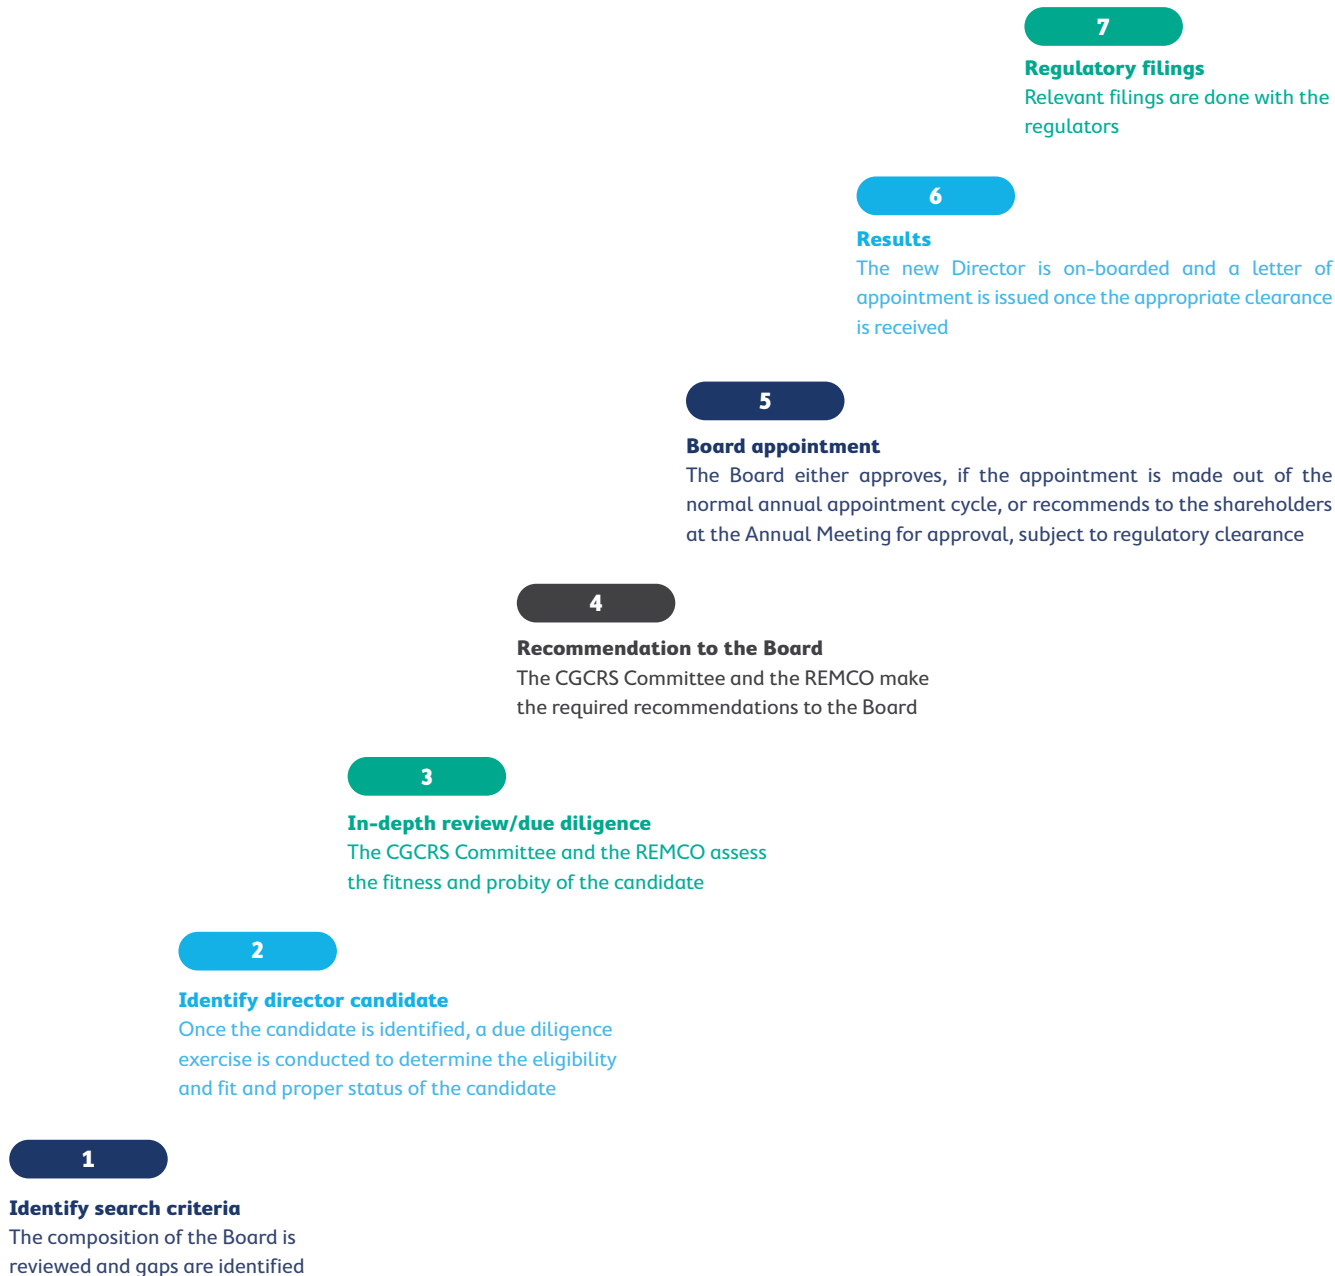 7
Regulatory filings
Relevant filings are done with the
regulators
6
Results
The new Director is on-boarded and a letter of
appointment is issued once the appropriate clearance
is received
5
Board appointment
The Board either approves, if the appointment is made out of the
normal annual appointment cycle, or recommends to the shareholders
at the Annual Meeting for approval, subject to regulatory clearance
4
Recommendation to the Board
The CGCRS Committee and the REMCO make
the required recommendations to the Board
3
In-depth review/due diligence
The CGCRS Committee and the REMCO assess
the fitness and probity of the candidate
2
Identify director candidate
Once the candidate is identified, a due diligence
exercise is conducted to determine the eligibility
and fit and proper status of the candidate
1
Identify search criteria
The composition of the Board is
reviewed and gaps are identified